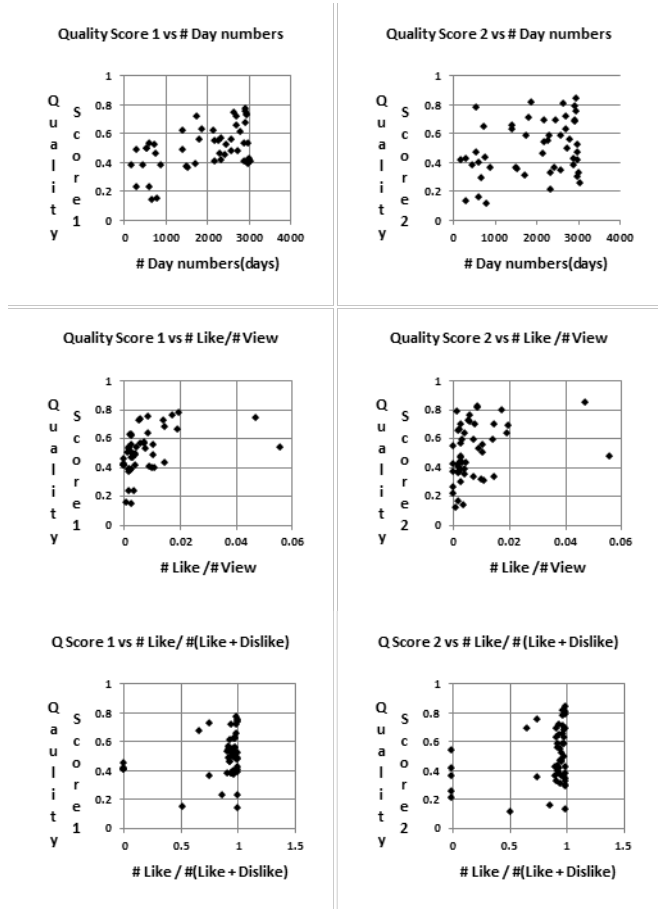 Quality Score 1 vs # Day numbers
Quality
Score 1
1
0.8
0.6
0.4
0.2
0
0 1000 2000 3000 4000
# Day numbers(days)
Quality Score 2 vs # Day numbers
Quality
Score 2
1
0.8
0.6
0.4
0.2
0
0 1000 2000 3000 4000
# Day numbers(days)
Quality Score 1 vs # Like/# View
Quality
Score 1
1
0.8
0.6
0.4
0.2
0
0 0.02 0.04 0.06
# Like /# View
Quality Score 2 vs # Like /# View
Quality
Score 2
1
0.8
0.6
0.4
0.2
0
0 0.02 0.04 0.06
# Like /# View
Q Score 1 vs # Like/ #(Like + Dislike)
Quality
Score 1
1
0.8
0.6
0.4
0.2
0
0 0.5 1 1.5
# Like / #(Like + Dislike)
Q Score 2 vs # Like/ #(Like + Dislike)
Quality
Score 2
1
0.8
0.6
0.4
0.2
0
0 0.5 1 1.5
# Like / #(Like + Dislike)